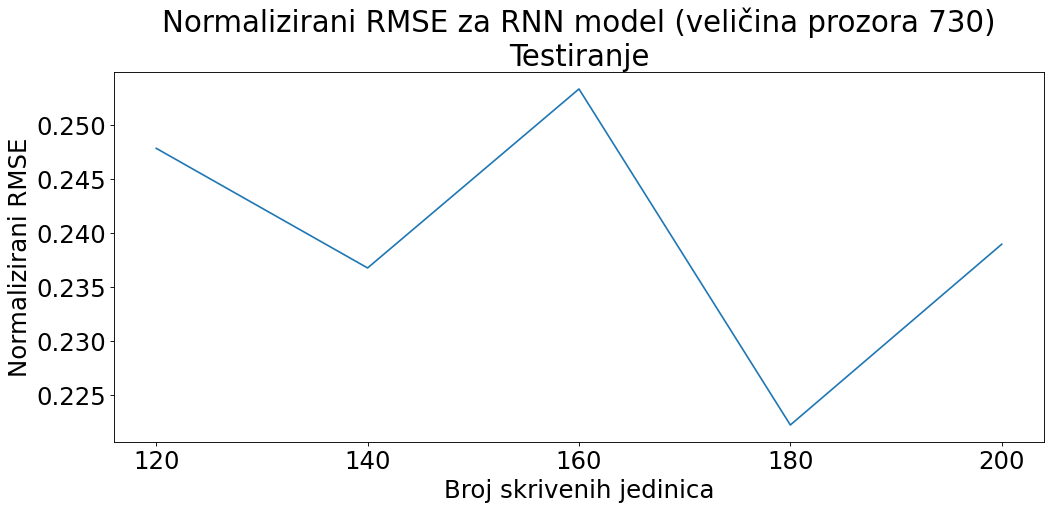 Normalizirani RMSE za RNN model (veličina prozora 730)
Testiranje
Normalizirani RMSE
0.250
0.245
0.240
0.235
0.230
0.225
120 140 160 180 200
Broj skrivenih jedinica